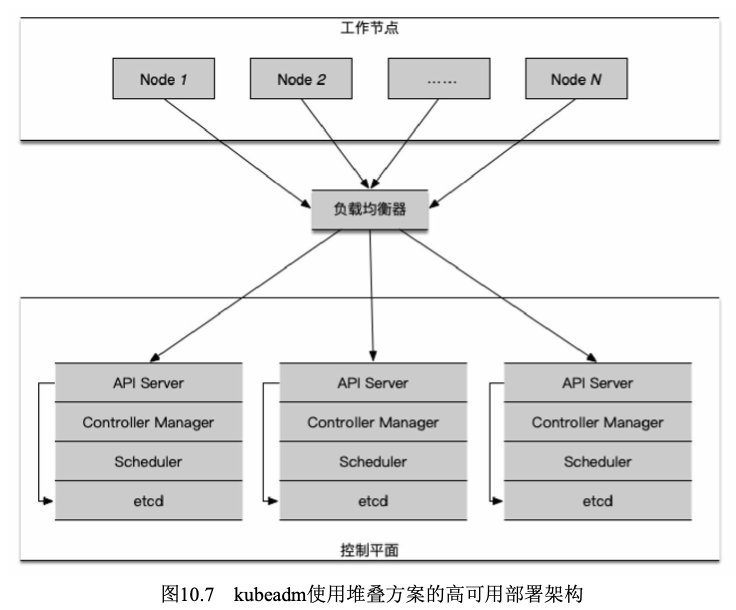 工作节点
Node 1
Node 2
……
Node N
负载均衡器
API Server
Controller Manager
Scheduler
etcd
API Server
Controller Manager
Scheduler
etcd
API Server
Controller Manager
Scheduler
etcd
控制平面
图10.7 kubeadm使用堆叠方案的高可用部署架构